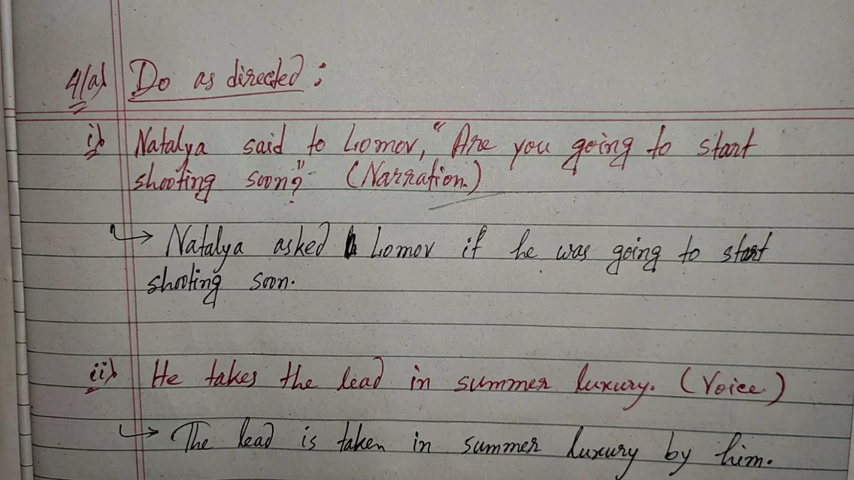 4(a) Do as directed :
i) Natalya said to Lomov, "Are you going to start
shooting soon?" (Narration)
↳ Natalya asked Lomov if he was going to start
shooting soon.
ii) He takes the lead in summer luxury. (Voice)
↳ The lead is taken in summer luxury by him.